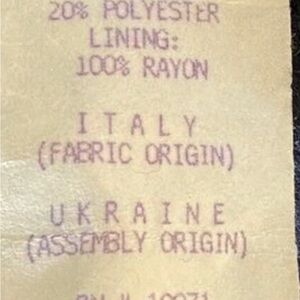 20% POLYESTER
LINING:
100% RAYON
ITALY
(FABRIC ORIGIN)
UKRAINE
(ASSEMBLY ORIGIN)